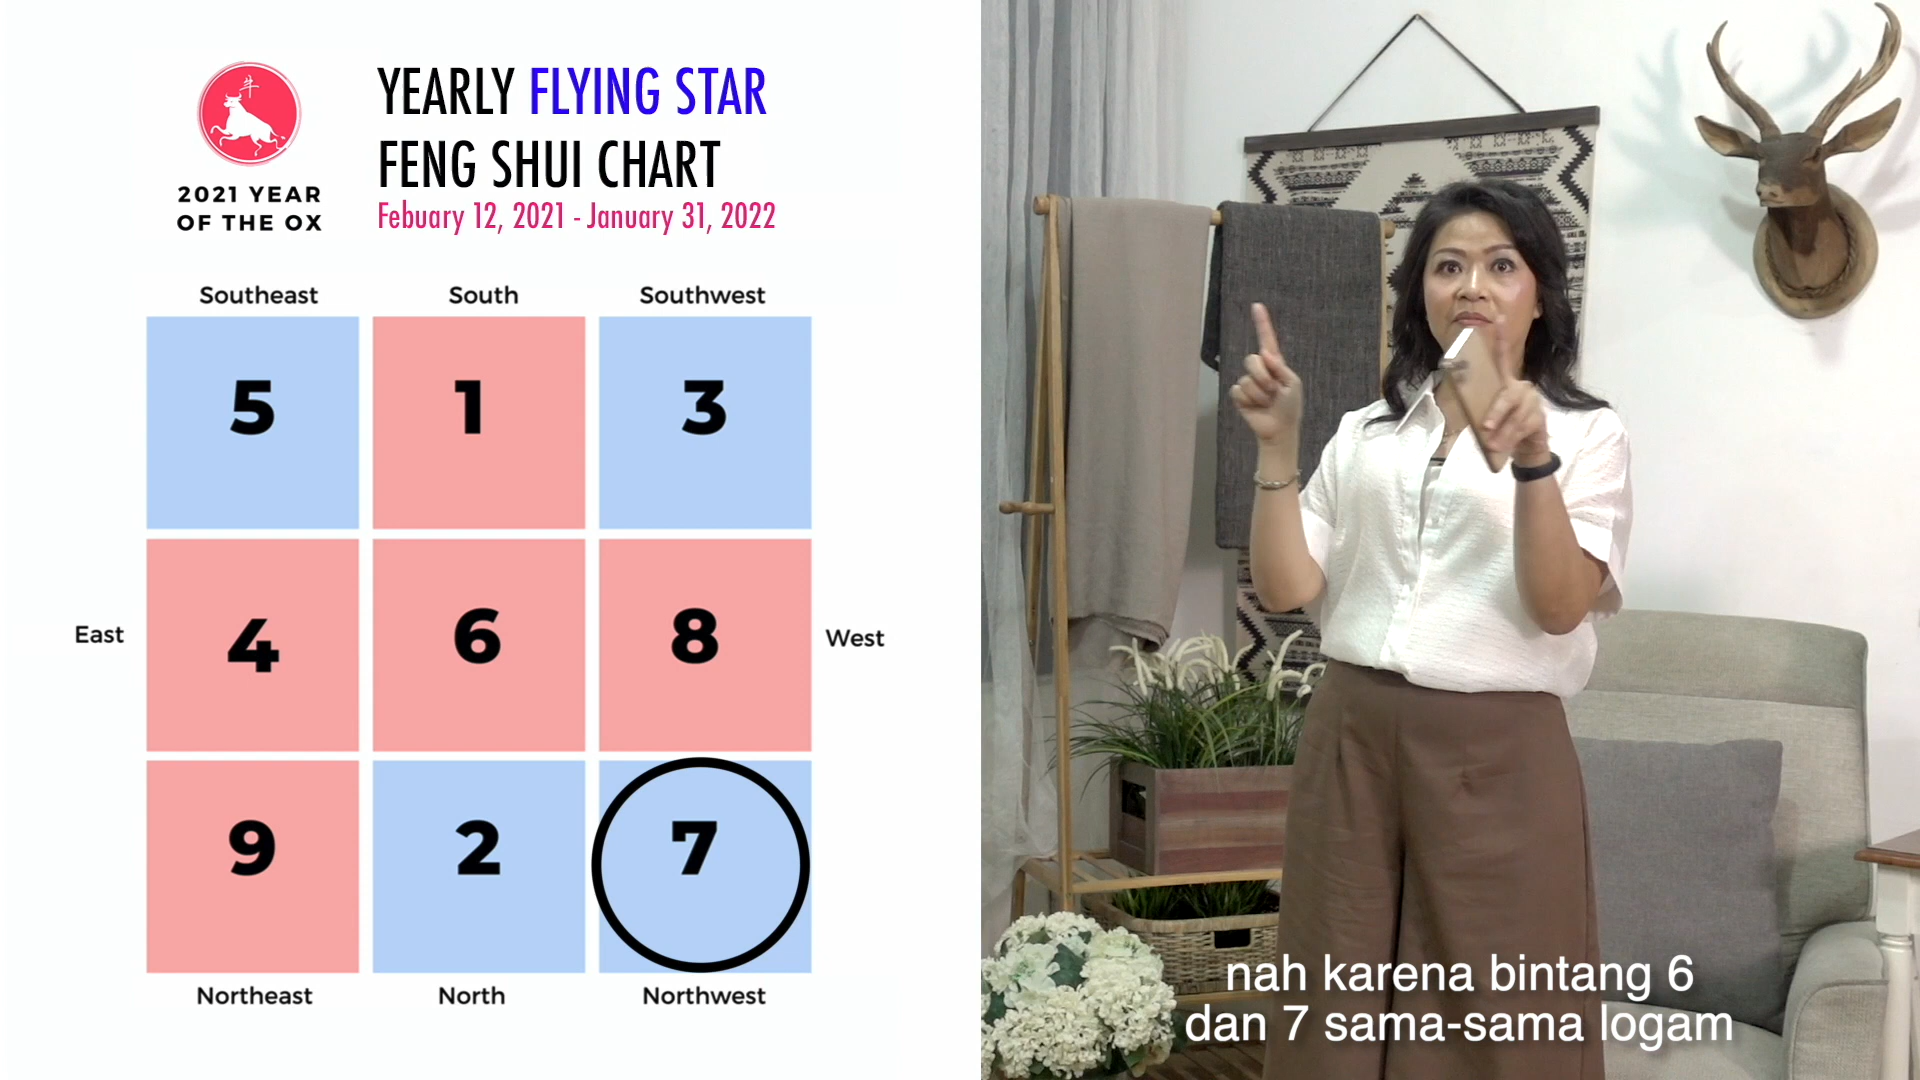 牛
2021 YEAR
OF THE OX
YEARLY FLYING STAR
FENG SHUI CHART
Febuary 12, 2021 - January 31, 2022
Southeast South Southwest
5 1 3
East 4 6 8 West
9 2 7
Northeast North Northwest
nah karena bintang 6
dan 7 sama-sama logam